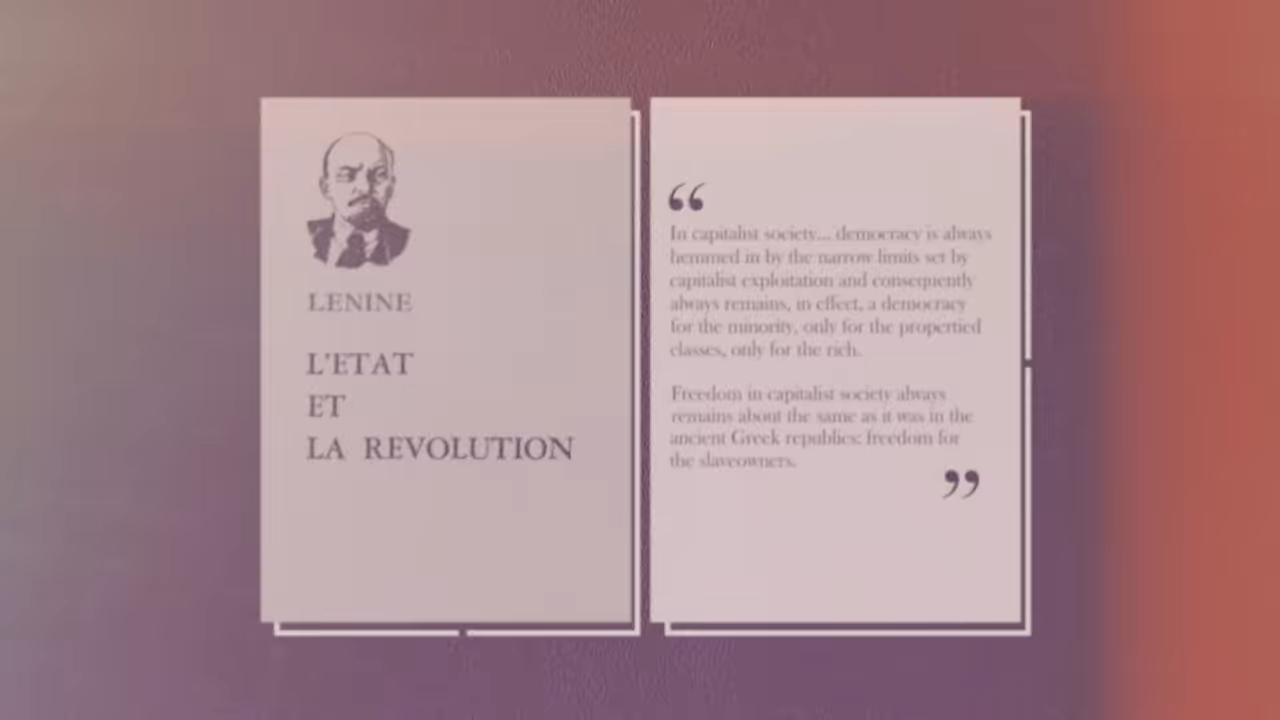 LENINE
L'ETAT
ET
LA REVOLUTION
“
In capitalist society... democracy is always
hemmed in by the narrow limits set by
capitalist exploitation and consequently
always remains, in effect, a democracy
for the minority, only for the propertied
classes, only for the rich.
Freedom in capitalist society always
remains about the same as it was in the
ancient Greek republics: freedom for
the slaveowners.
”